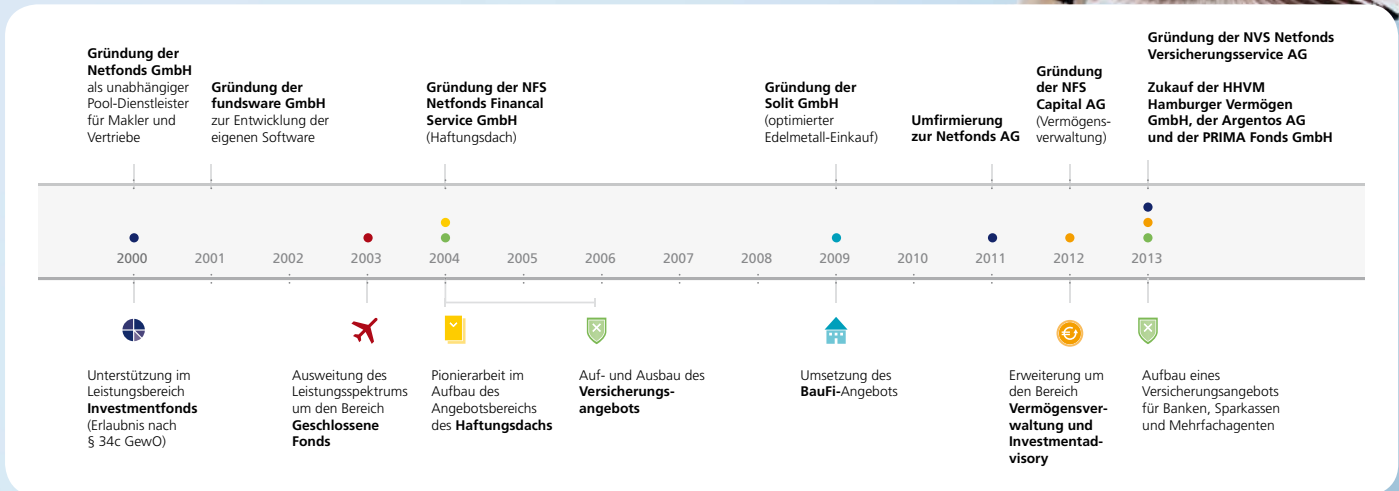 Gründung der
Netfonds GmbH
als unabhängiger
Pool-Dienstleister
für Makler und
Vertriebe
Gründung der
fundsware GmbH
zur Entwicklung der
eigenen Software
Gründung der NFS
Netfonds Financal
Service GmbH
(Haftungsdach)
Gründung der
Solit GmbH
(optimierter
Edelmetall-Einkauf)
Umfirmierung
zur Netfonds AG
Gründung
der NFS
Capital AG
(Vermögens-
verwaltung)
Gründung der NVS Netfonds
Versicherungsservice AG
Zukauf der HHVM
Hamburger Vermögen
GmbH, der Argentos AG
und der PRIMA Fonds GmbH
2000 2001 2002 2003 2004 2005 2006 2007 2008 2009 2010 2011 2012 2013
Unterstützung im
Leistungsbereich
Investmentfonds
(Erlaubnis nach
§ 34c GewO)
Ausweitung des
Leistungsspektrums
um den Bereich
Geschlossene
Fonds
Pionierarbeit im
Aufbau des
Angebotsbereichs
des Haftungsdachs
Auf- und Ausbau des
Versicherungs-
angebots
Umsetzung des
BauFi-Angebots
Erweiterung um
den Bereich
Vermögensver-
waltung und
Investmentad-
visory
Aufbau eines
Versicherungsangebots
für Banken, Sparkassen
und Mehrfachagenten